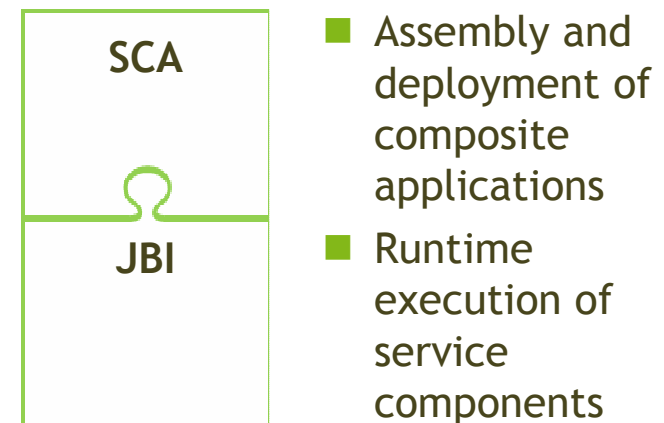 SCA
JBI
Assembly and
deployment of
composite
applications
Runtime
execution of
service
components